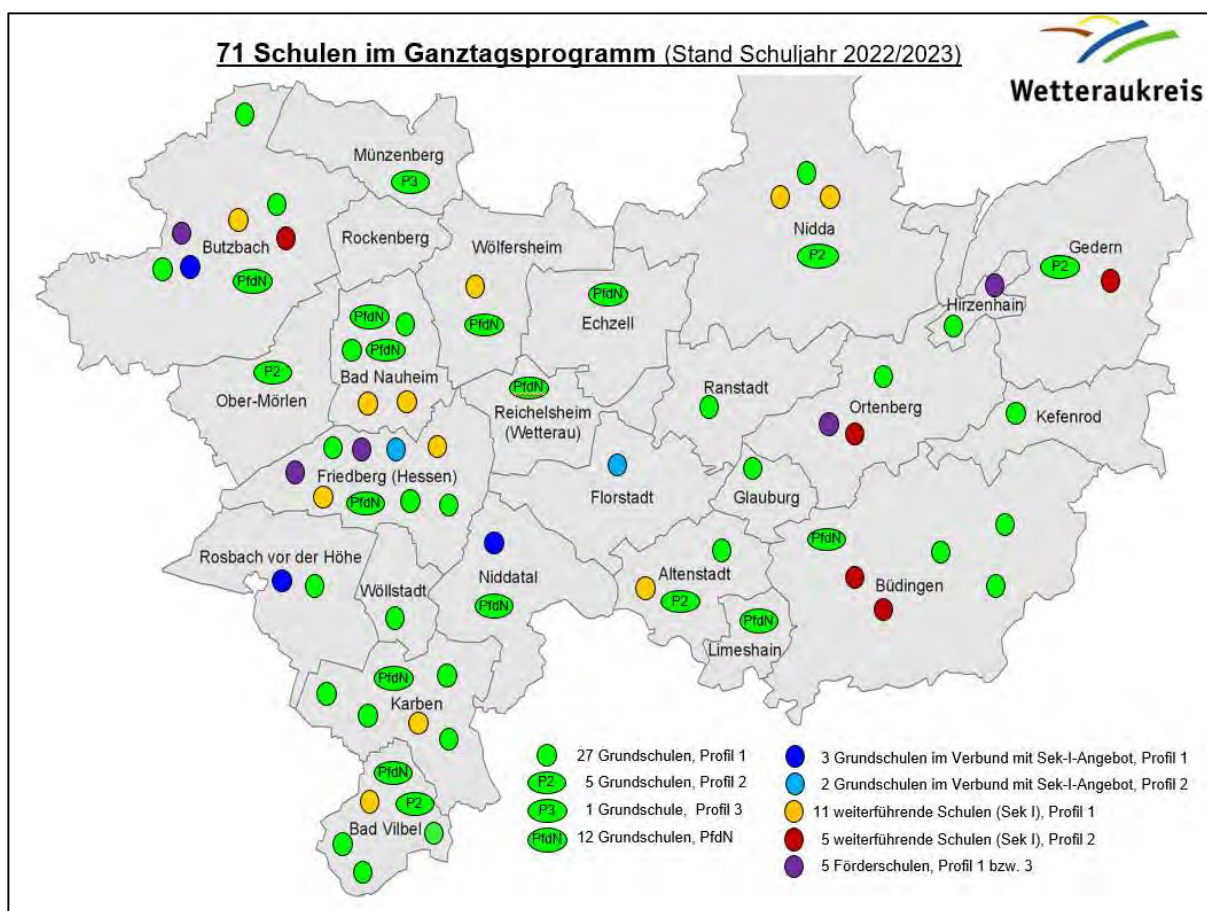 71 Schulen im Ganztagsprogramm (Stand Schuljahr 2022/2023)
Wetteraukreis
Münzenberg
P3
Butzbach
PfdN
Rockenberg
Wölfersheim
PfdN
PfdN
Echzell
Nidda
P2
Gedern
P2
Hirzenhain
P2
Ober-Mörlen
PfdN
PfdN
Bad Nauheim
PfdN
Reichelsheim
(Wetterau)
Ranstadt
Ortenberg
Kefenrod
Friedberg (Hessen)
PfdN
Florstadt
Glauburg
Rosbach vor der Höhe
Wöllstadt
Niddatal
PfdN
Altenstadt
P2
PfdN
Limeshain
PfdN
Büdingen
PfdN
Karben
PfdN
P2
Bad Vilbel
27 Grundschulen, Profil 1
P2 5 Grundschulen, Profil 2
P3 1 Grundschule, Profil 3
PfdN 12 Grundschulen, PfdN
3 Grundschulen im Verbund mit Sek-I-Angebot, Profil 1
2 Grundschulen im Verbund mit Sek-I-Angebot, Profil 2
11 weiterführende Schulen (Sek I), Profil 1
5 weiterführende Schulen (Sek I), Profil 2
5 Förderschulen, Profil 1 bzw. 3